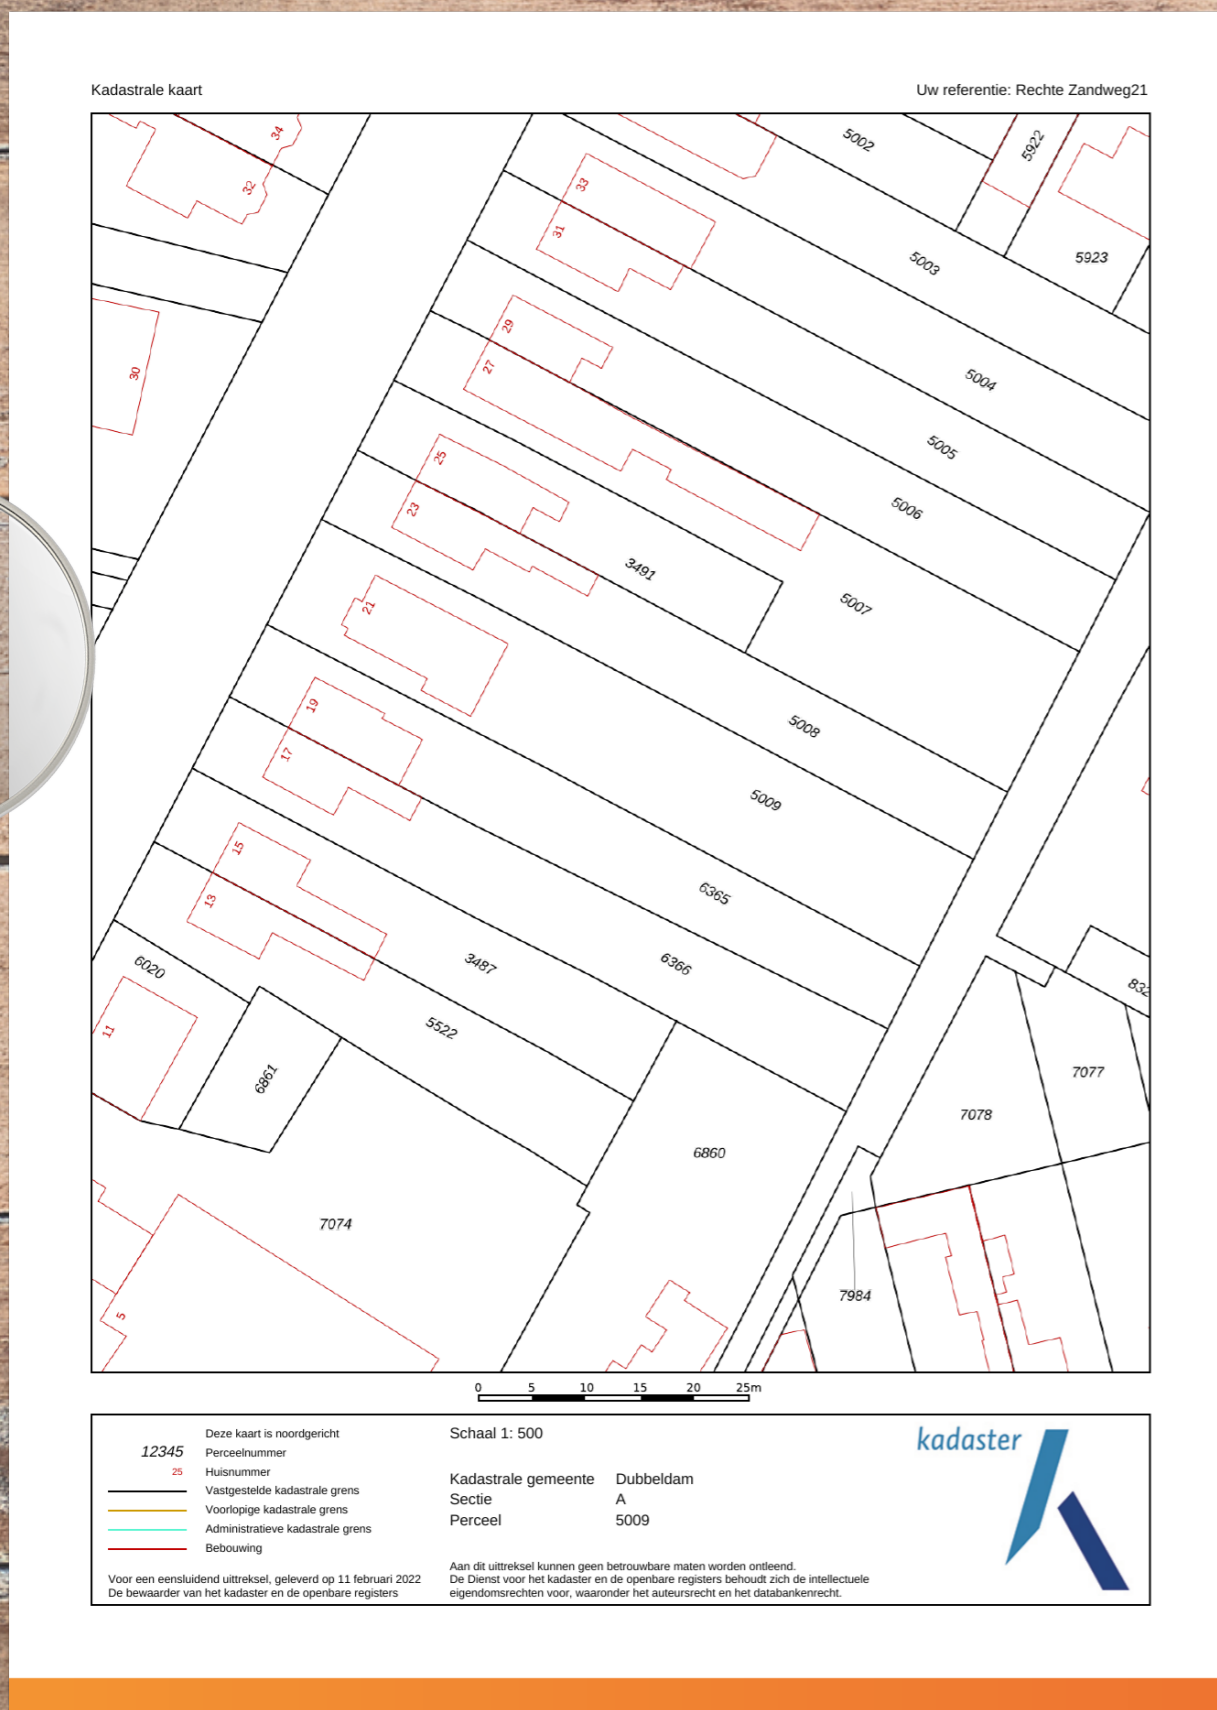 Kadastrale kaart
Uw referentie: Rechte Zandweg21
34
32
30
33
31
29
27
25
23
21
19
17
15
13
11
5
5002
5922
5923
5003
5004
5005
5006
3491
5007
5008
5009
6365
6366
3487
5522
6020
6861
6860
7074
7077
7078
7984
0 5 10 15 20 25m
12345
25
Deze kaart is noordgericht
Perceelnummer
Huisnummer
Vastgestelde kadastrale grens
Voorlopige kadastrale grens
Administratieve kadastrale grens
Bebouwing
Voor een eensluidend uittreksel, geleverd op 11 februari 2022
De bewaarder van het kadaster en de openbare registers
Schaal 1: 500
Kadastrale gemeente Dubbeldam
Sectie A
Perceel 5009
Aan dit uittreksel kunnen geen betrouwbare maten worden ontleend.
De Dienst voor het kadaster en de openbare registers behoudt zich de intellectuele
eigendomsrechten voor, waaronder het auteursrecht en het databankenrecht.
kadaster